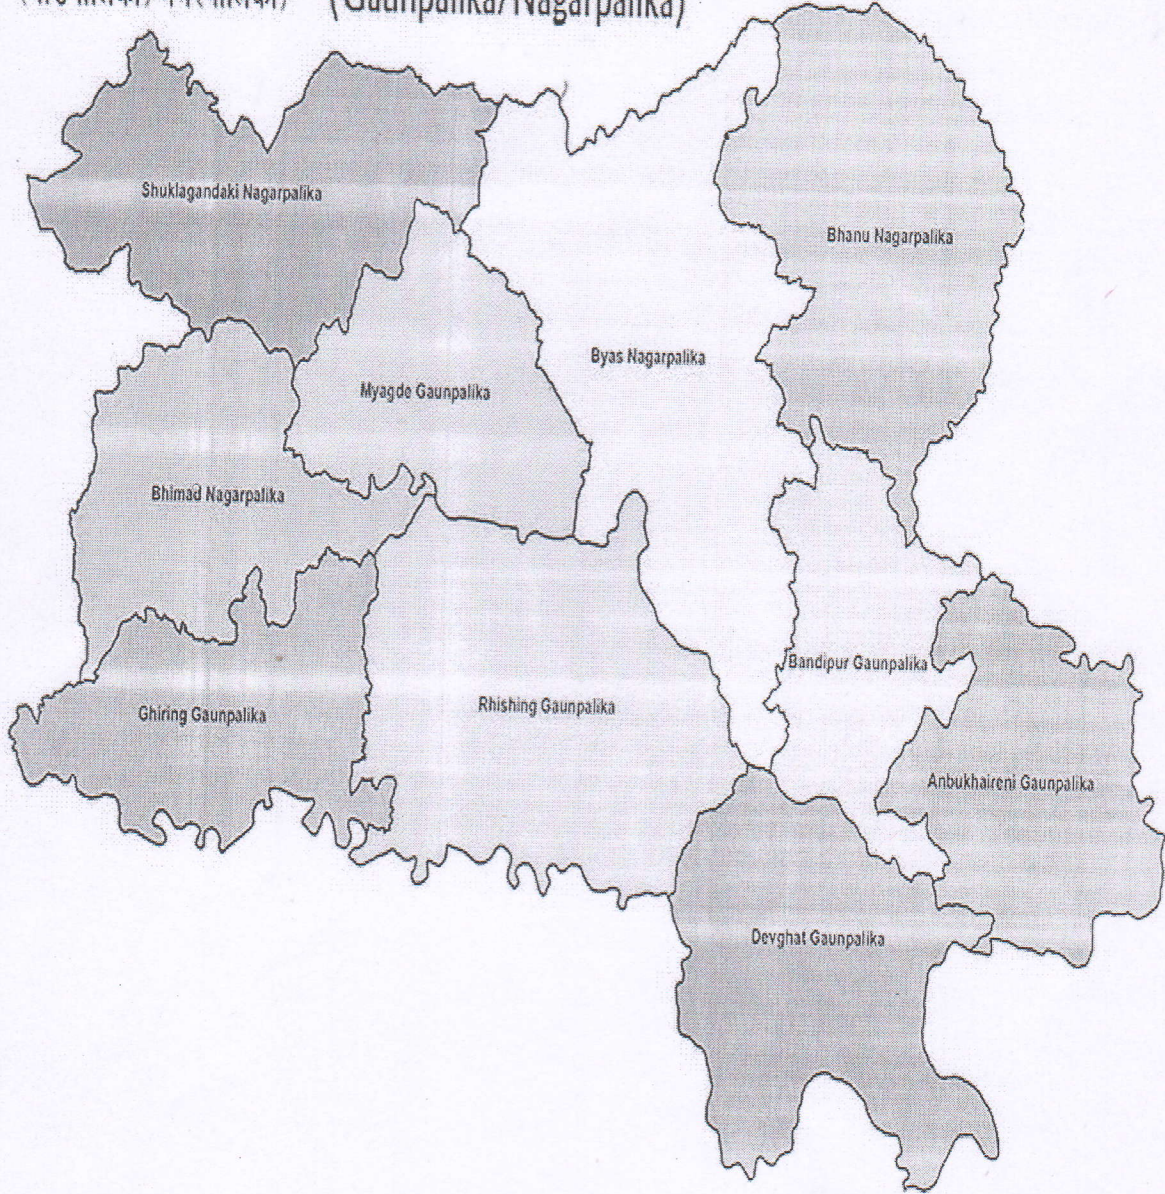 (Gaunpalika/Nagarpalika)
Shuklagandaki Nagarpalika
Bhanu Nagarpalika
Byas Nagarpalika
Myagde Gaunpalika
Bhimad Nagarpalika
Bandipur Gaunpalika
Rhishing Gaunpalika
Ghiring Gaunpalika
Anbukhaireni Gaunpalika
Devghat Gaunpalika